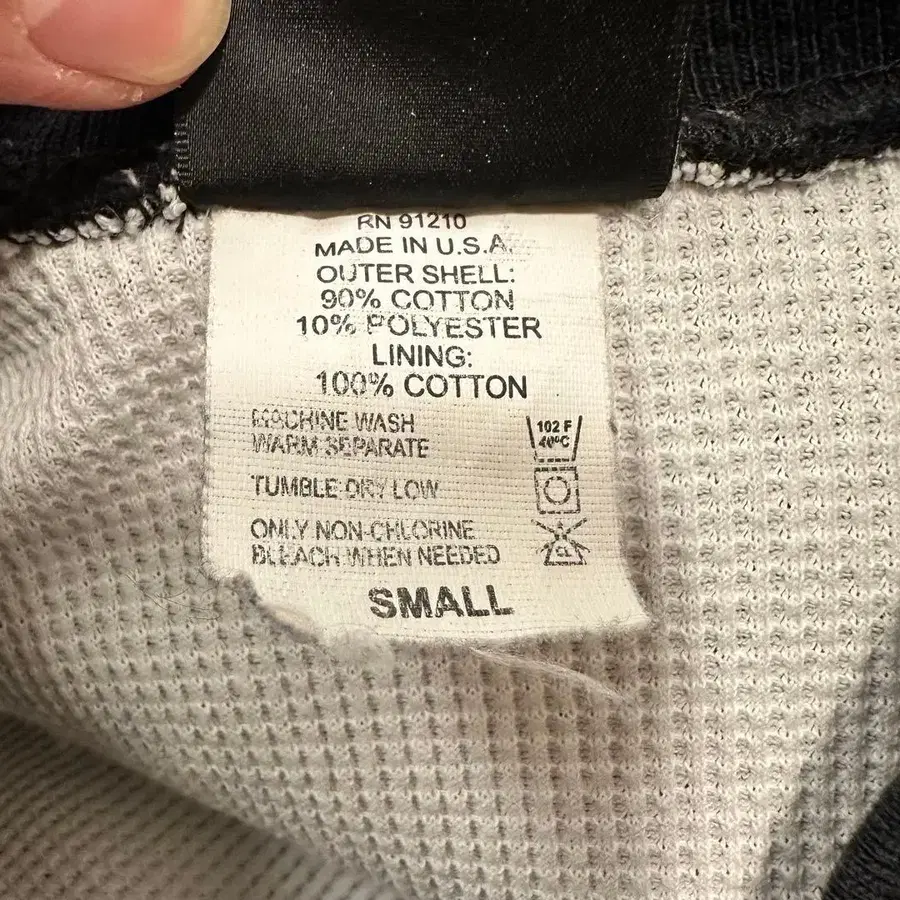 RN 91210
MADE IN U.S.A.
OUTER SHELL:
90% COTTON
10% POLYESTER
LINING:
100% COTTON
MACHINE WASH
WARM SEPARATE
102 F
40°C
TUMBLE DRY LOW
ONLY NON-CHLORINE
BLEACH WHEN NEEDED
SMALL